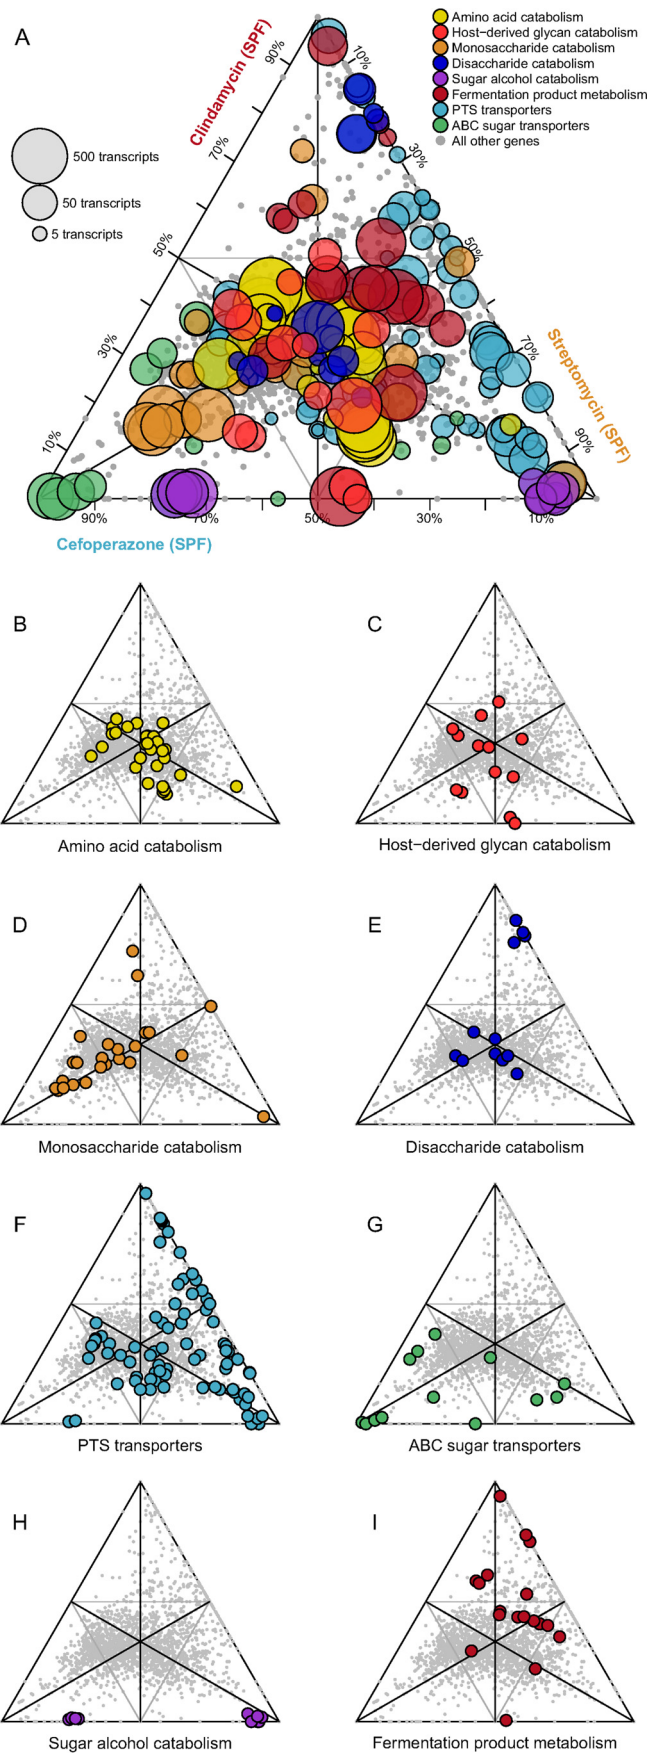 A
Clindamycin (SPF)
Amino acid catabolism
Host−derived glycan catabolism
Monosaccharide catabolism
Disaccharide catabolism
Sugar alcohol catabolism
Fermentation product metabolism
PTS transporters
ABC sugar transporters
All other genes
500 transcripts
50 transcripts
5 transcripts
90%
70%
50%
30%
10%
10%
30%
50%
70%
90%
Streptomycin (SPF)
90%
70%
50%
30%
10%
Cefoperazone (SPF)
B
C
Amino acid catabolism
Host−derived glycan catabolism
D
E
Monosaccharide catabolism
Disaccharide catabolism
F
G
PTS transporters
ABC sugar transporters
H
I
Sugar alcohol catabolism
Fermentation product metabolism